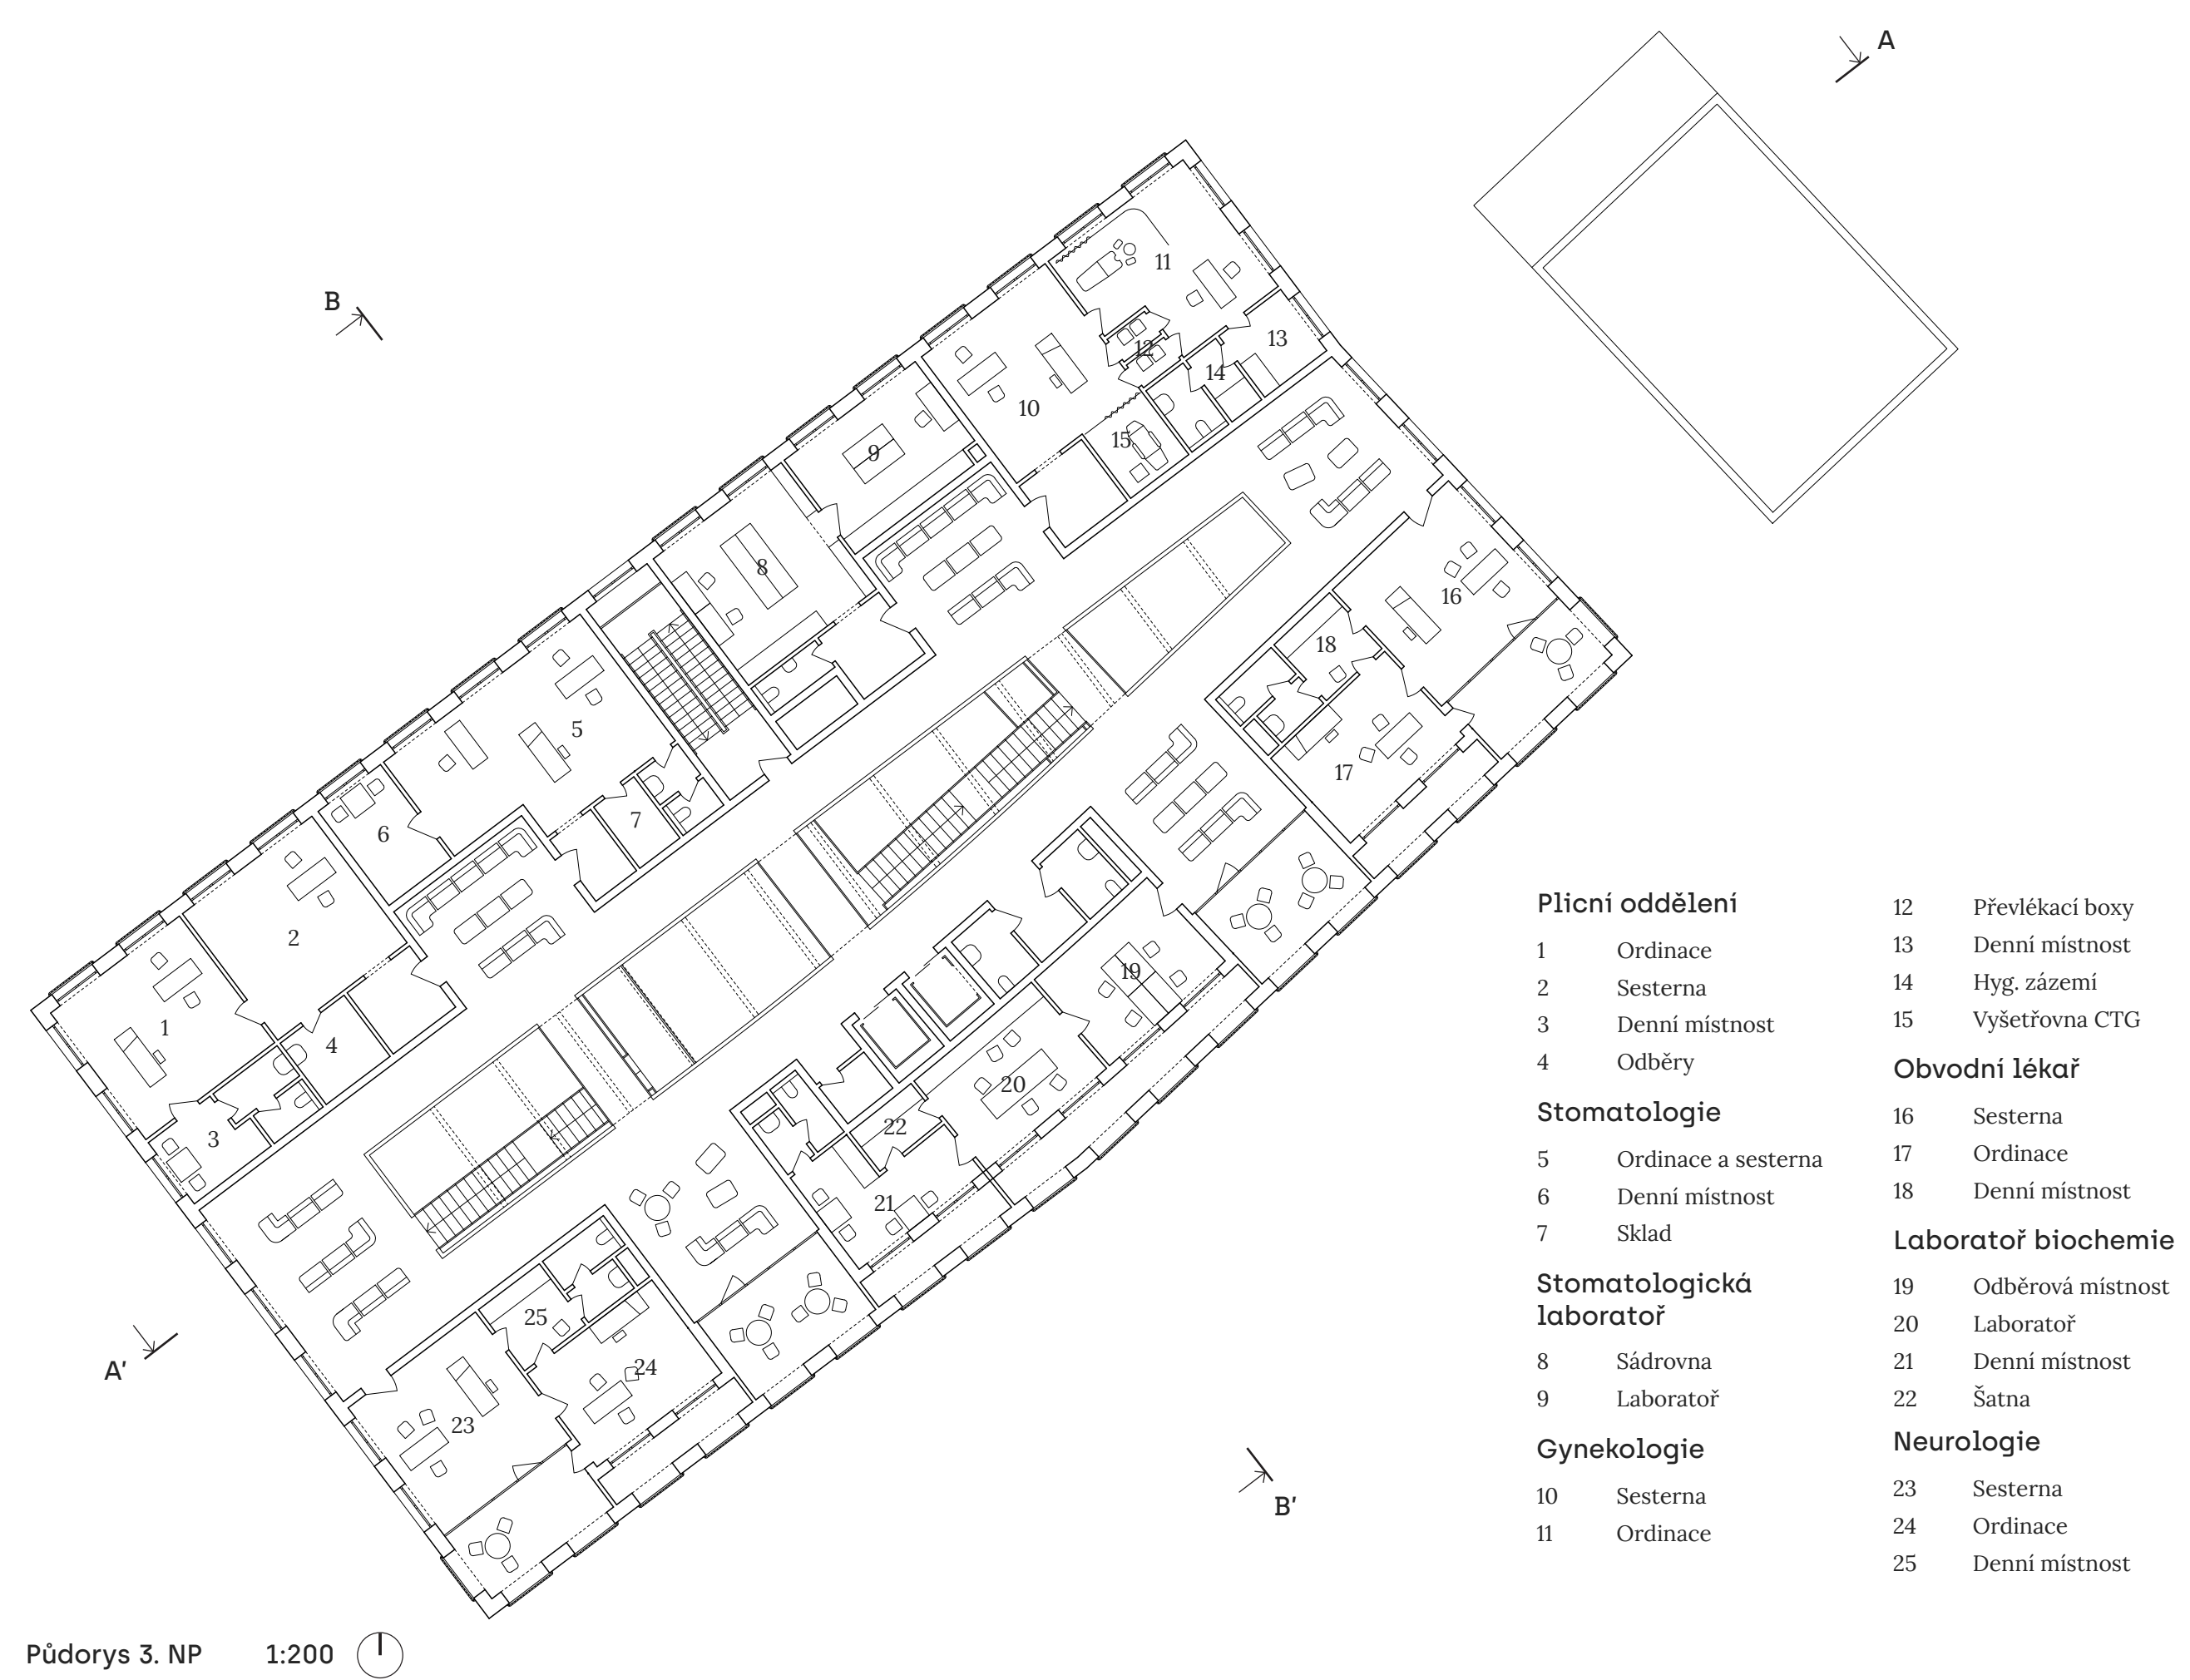 A
B
11
13
12
14
10
15
9
8
16
18
5
17
7
6
2
19
1
4
20
22
3
21
25
24
23
A'
B'
Plicní oddělení
1 Ordinace
2 Sesterna
3 Denní místnost
4 Odběry
Stomatologie
5 Ordinace a sesterna
6 Denní místnost
7 Sklad
Stomatologická
laboratoř
8 Sádrovna
9 Laboratoř
Gynekologie
10 Sesterna
11 Ordinace
12 Převlékací boxy
13 Denní místnost
14 Hyg. zázemí
15 Vyšetřovna CTG
Obvodní lékař
16 Sesterna
17 Ordinace
18 Denní místnost
Laboratoř biochemie
19 Odběrová místnost
20 Laboratoř
21 Denní místnost
22 Šatna
Neurologie
23 Sesterna
24 Ordinace
25 Denní místnost
Půdorys 3. NP 1:200